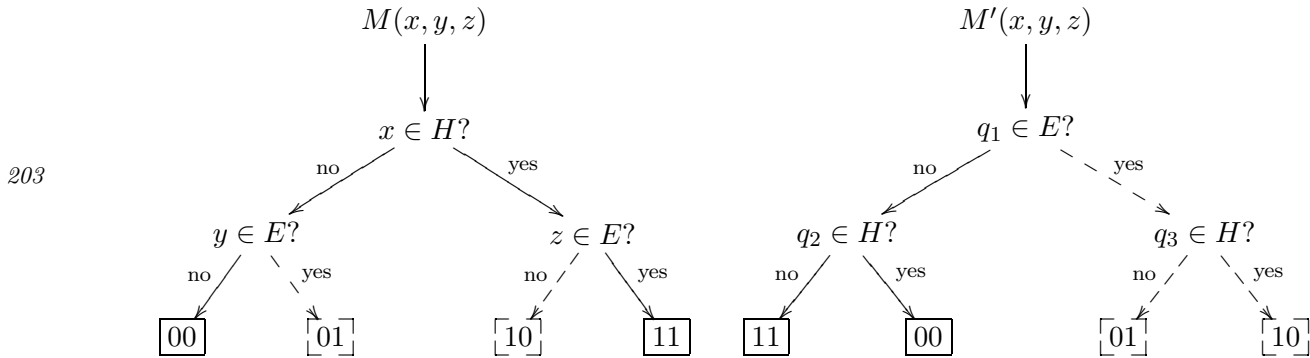 M(x, y, z) M′(x, y, z)
x ∈ H? q₁ ∈ E?
no yes no yes
203
y ∈ E? z ∈ E? q₂ ∈ H? q₃ ∈ H?
no yes no yes no yes no yes
00 01 10 11 11 00 01 10